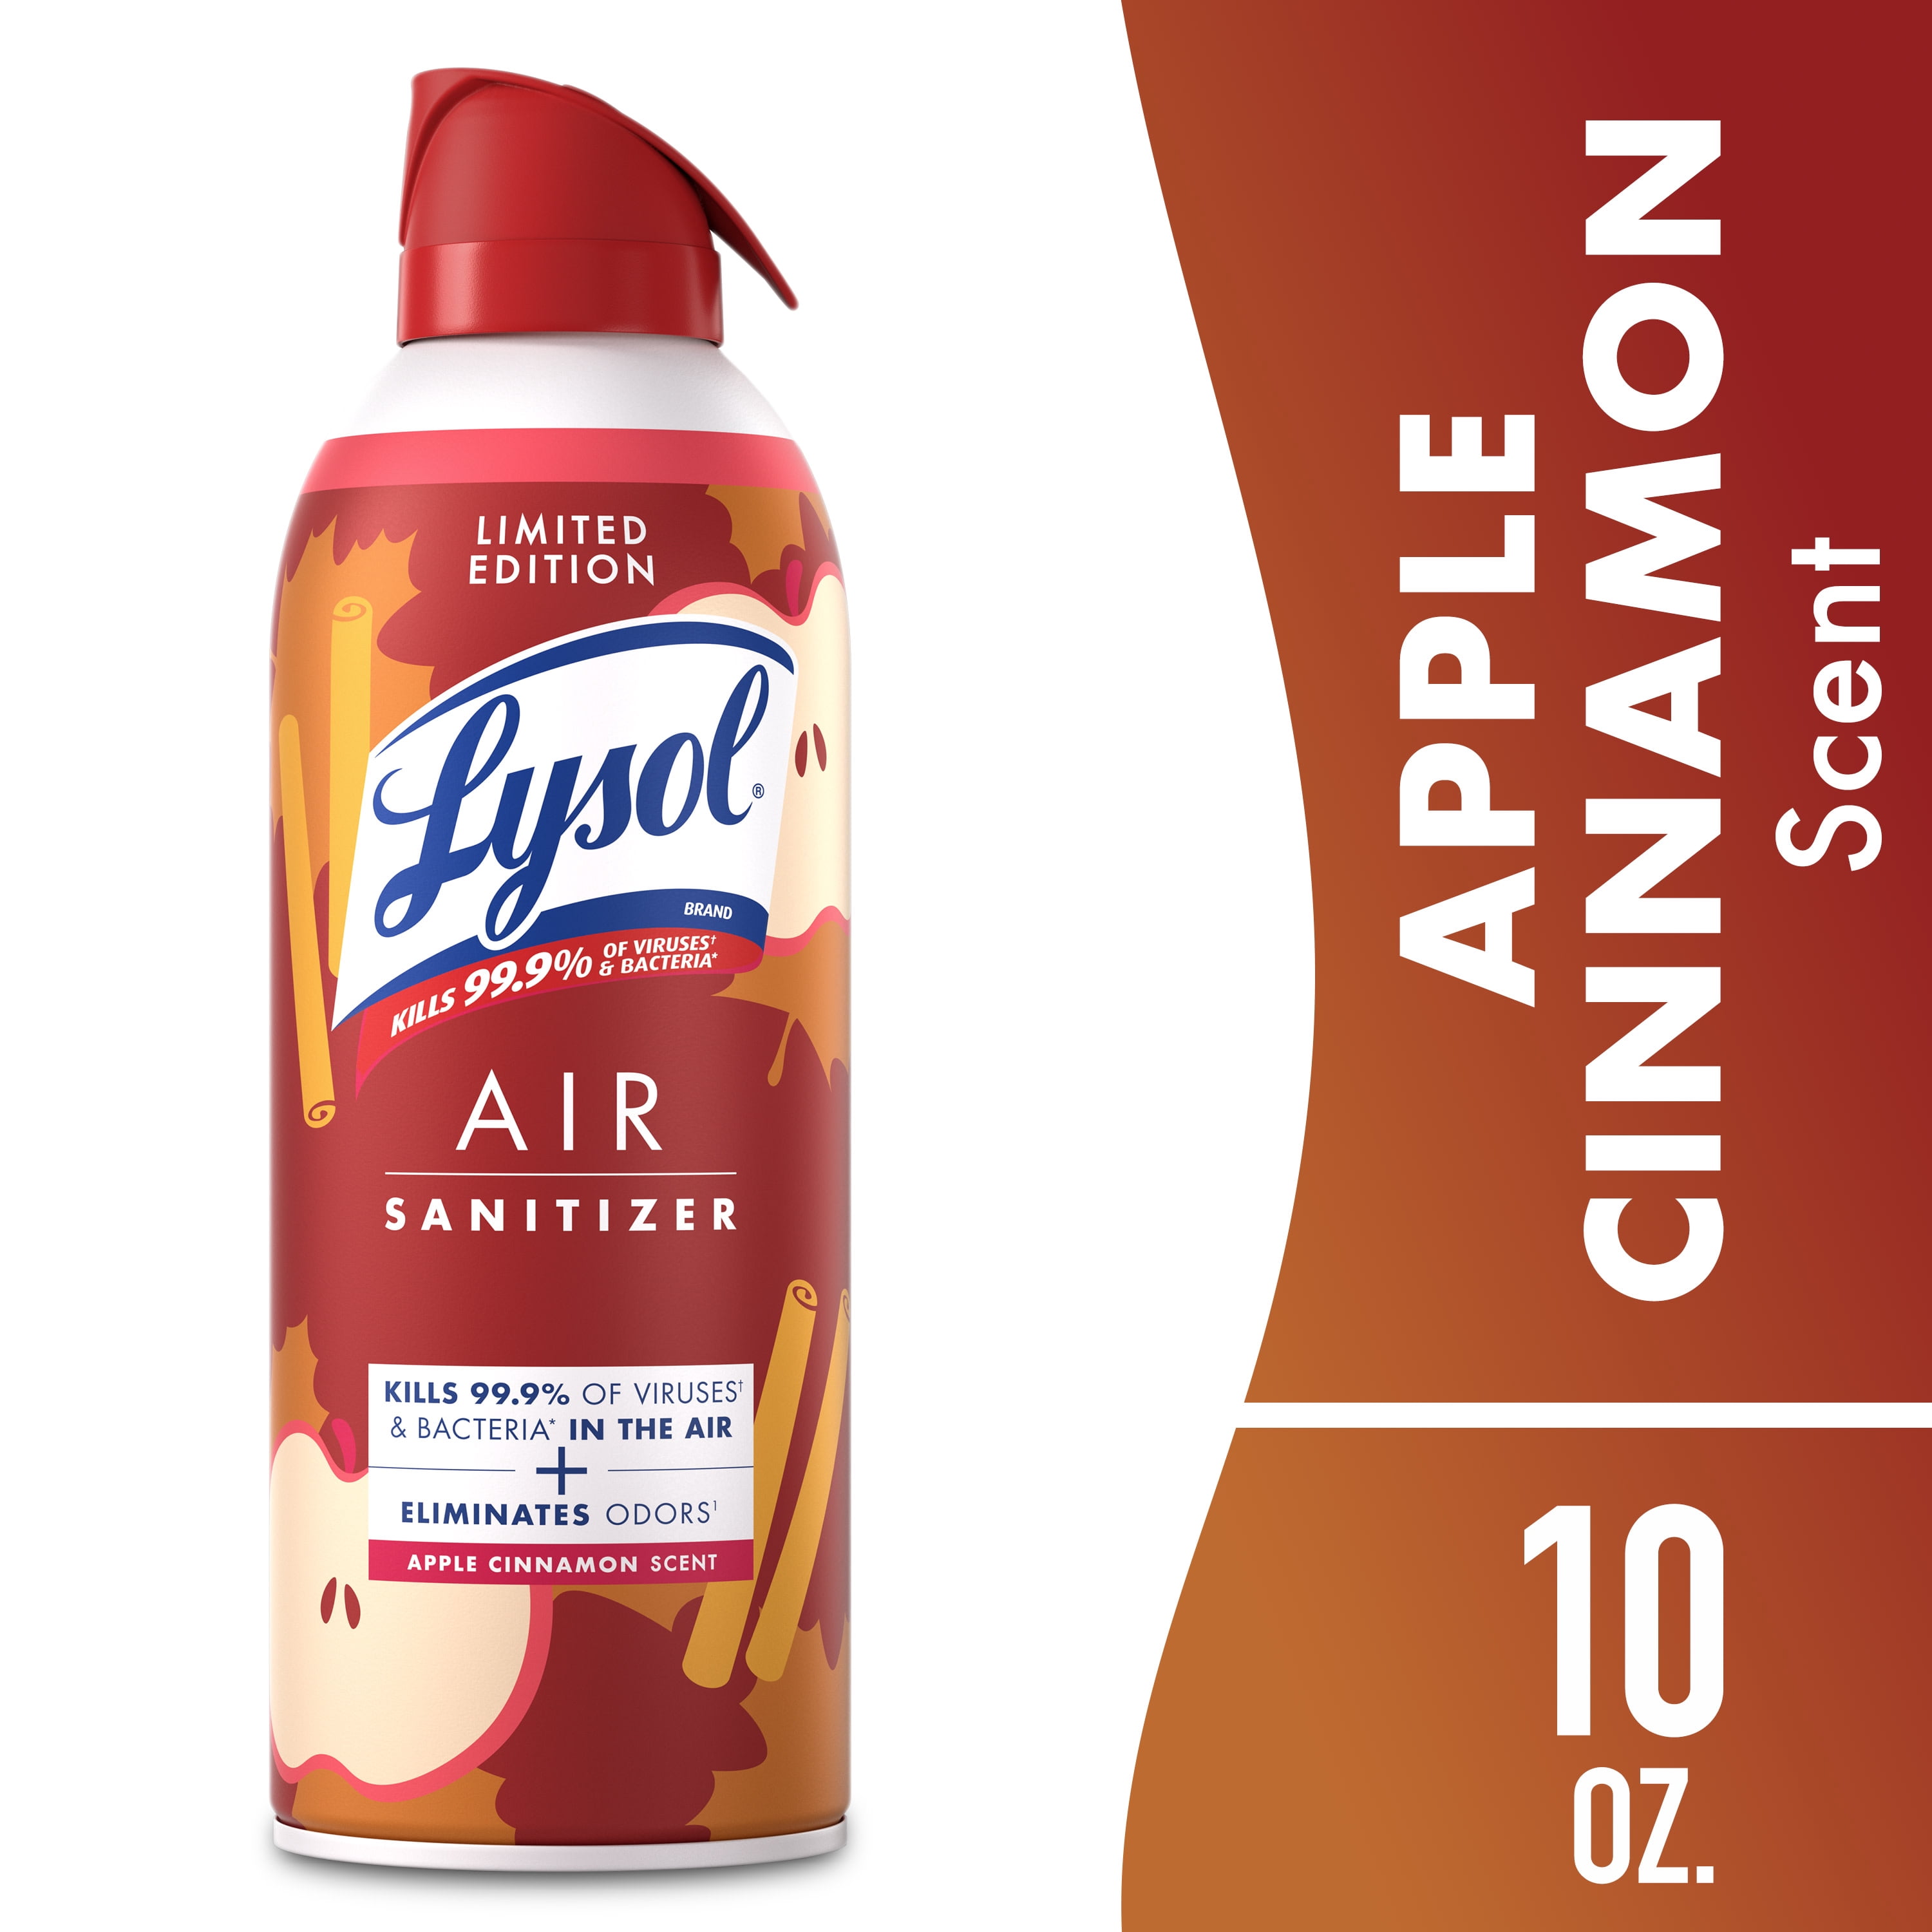 LIMITED
EDITION
Lysol®
BRAND
KILLS 99.9% OF VIRUSES†
& BACTERIA*
AIR
SANITIZER
KILLS 99.9% OF VIRUSES†
& BACTERIA* IN THE AIR
+
ELIMINATES ODORS¹
APPLE CINNAMON SCENT
APPLE
CINNAMON
Scent
10
OZ.